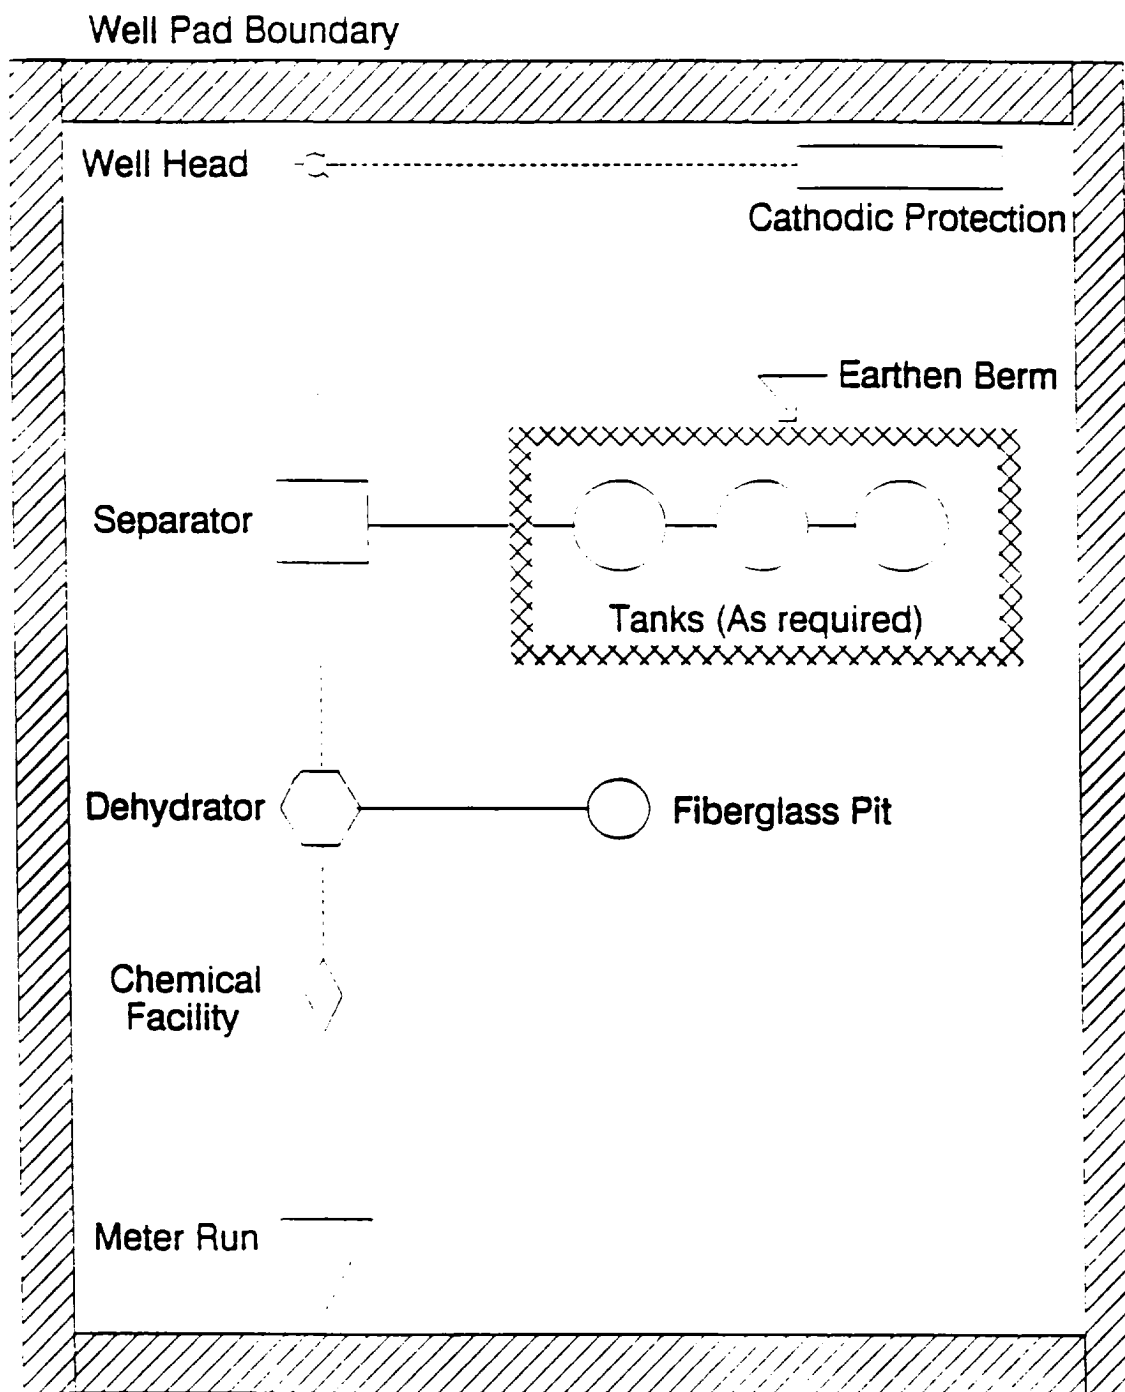 Well Pad Boundary
Well Head
Cathodic Protection
Earthen Berm
Separator
Tanks (As required)
Dehydrator
Fiberglass Pit
Chemical
Facility
Meter Run